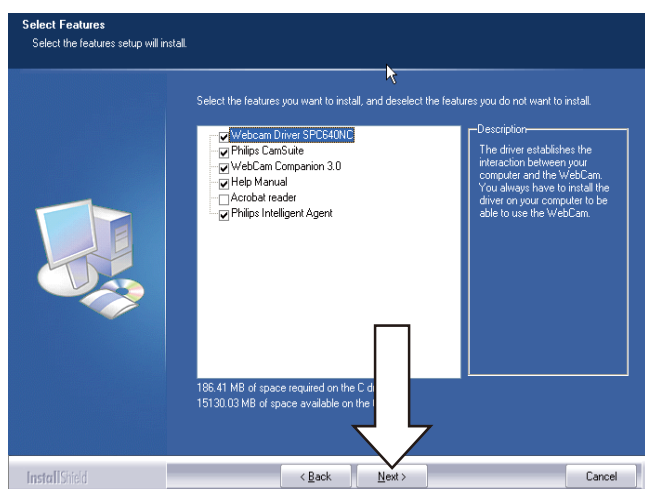 Select Features
Select the features setup will install.
Select the features you want to install, and deselect the features you do not want to install.
Webcam Driver SPC640NC
Philips CamSuite
WebCam Companion 3.0
Help Manual
Acrobat reader
Philips Intelligent Agent
Description
The driver establishes the
interaction between your
computer and the WebCam.
You always have to install the
driver on your computer to be
able to use the WebCam.
186.41 MB of space required on the C
15130.03 MB of space available on the
InstallShield
< Back
Next >
Cancel